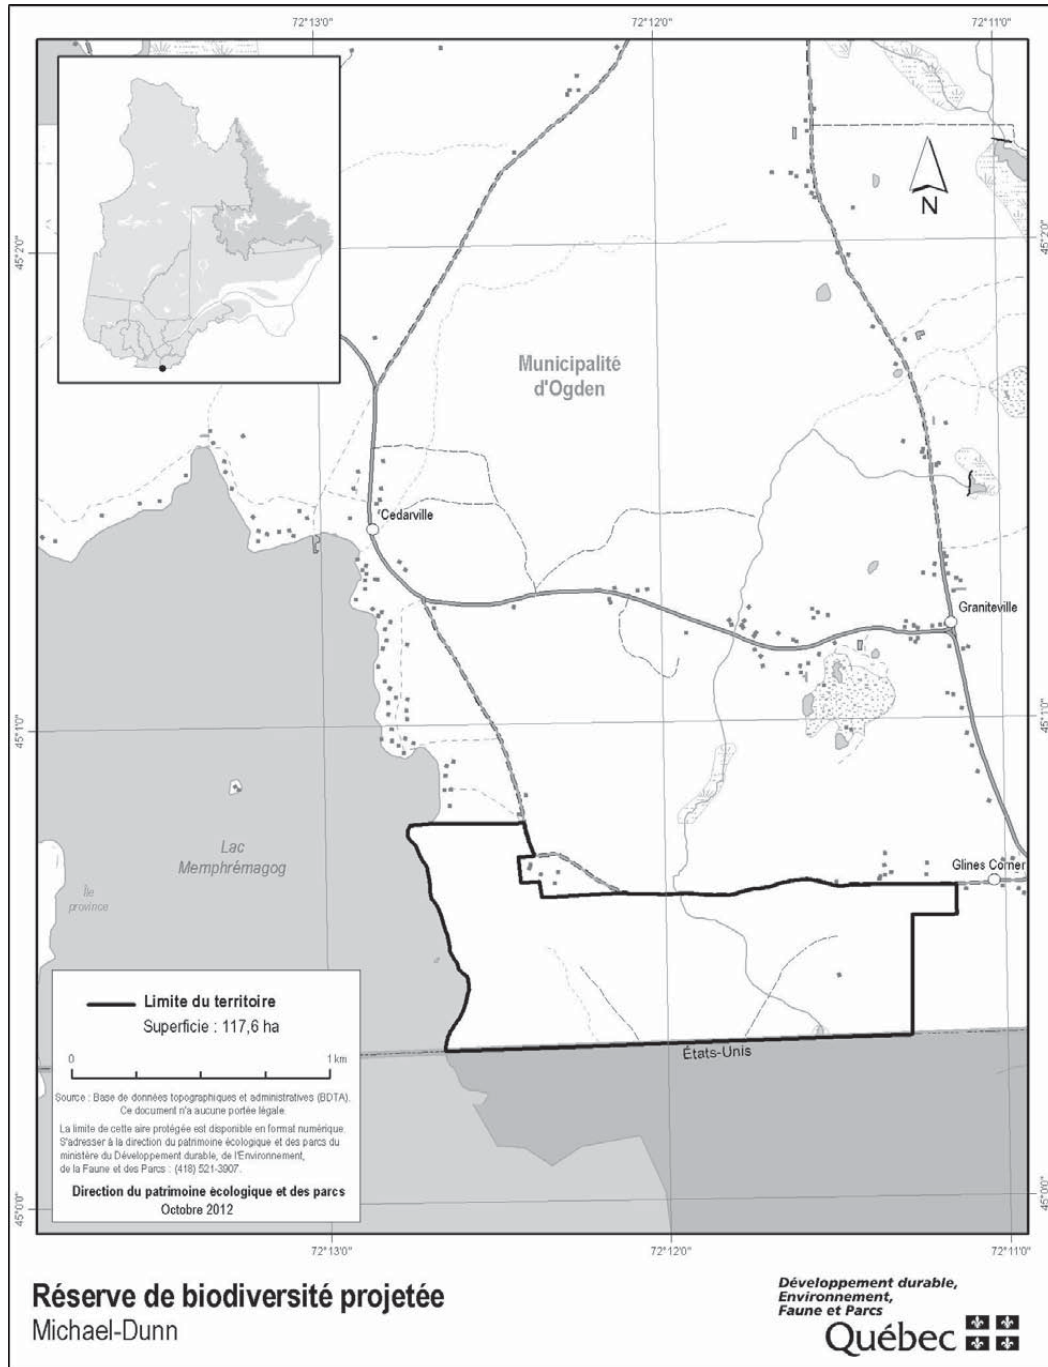 72°13'0"
72°12'0"
72°11'0"
45°2'0"
45°2'0"
N
Municipalité
d'Ogden
Cedarville
Graniteville
45°1'0"
45°1'0"
Lac
Memphrémagog
Île
province
Glines Corner
Limite du territoire
Superficie : 117,6 ha
0 1 km
États-Unis
Source : Base de données topographiques et administratives (BDTA).
Ce document n'a aucune portée légale.
La limite de cette aire protégée est disponible en format numérique.
S'adresser à la direction du patrimoine écologique et des parcs du
ministère du Développement durable, de l'Environnement,
de la Faune et des Parcs : (418) 521-3907.
Direction du patrimoine écologique et des parcs
Octobre 2012
45°0'0"
45°0'0"
72°13'0"
72°12'0"
72°11'0"
Réserve de biodiversité projetée
Michael-Dunn
Développement durable,
Environnement,
Faune et Parcs
Québec